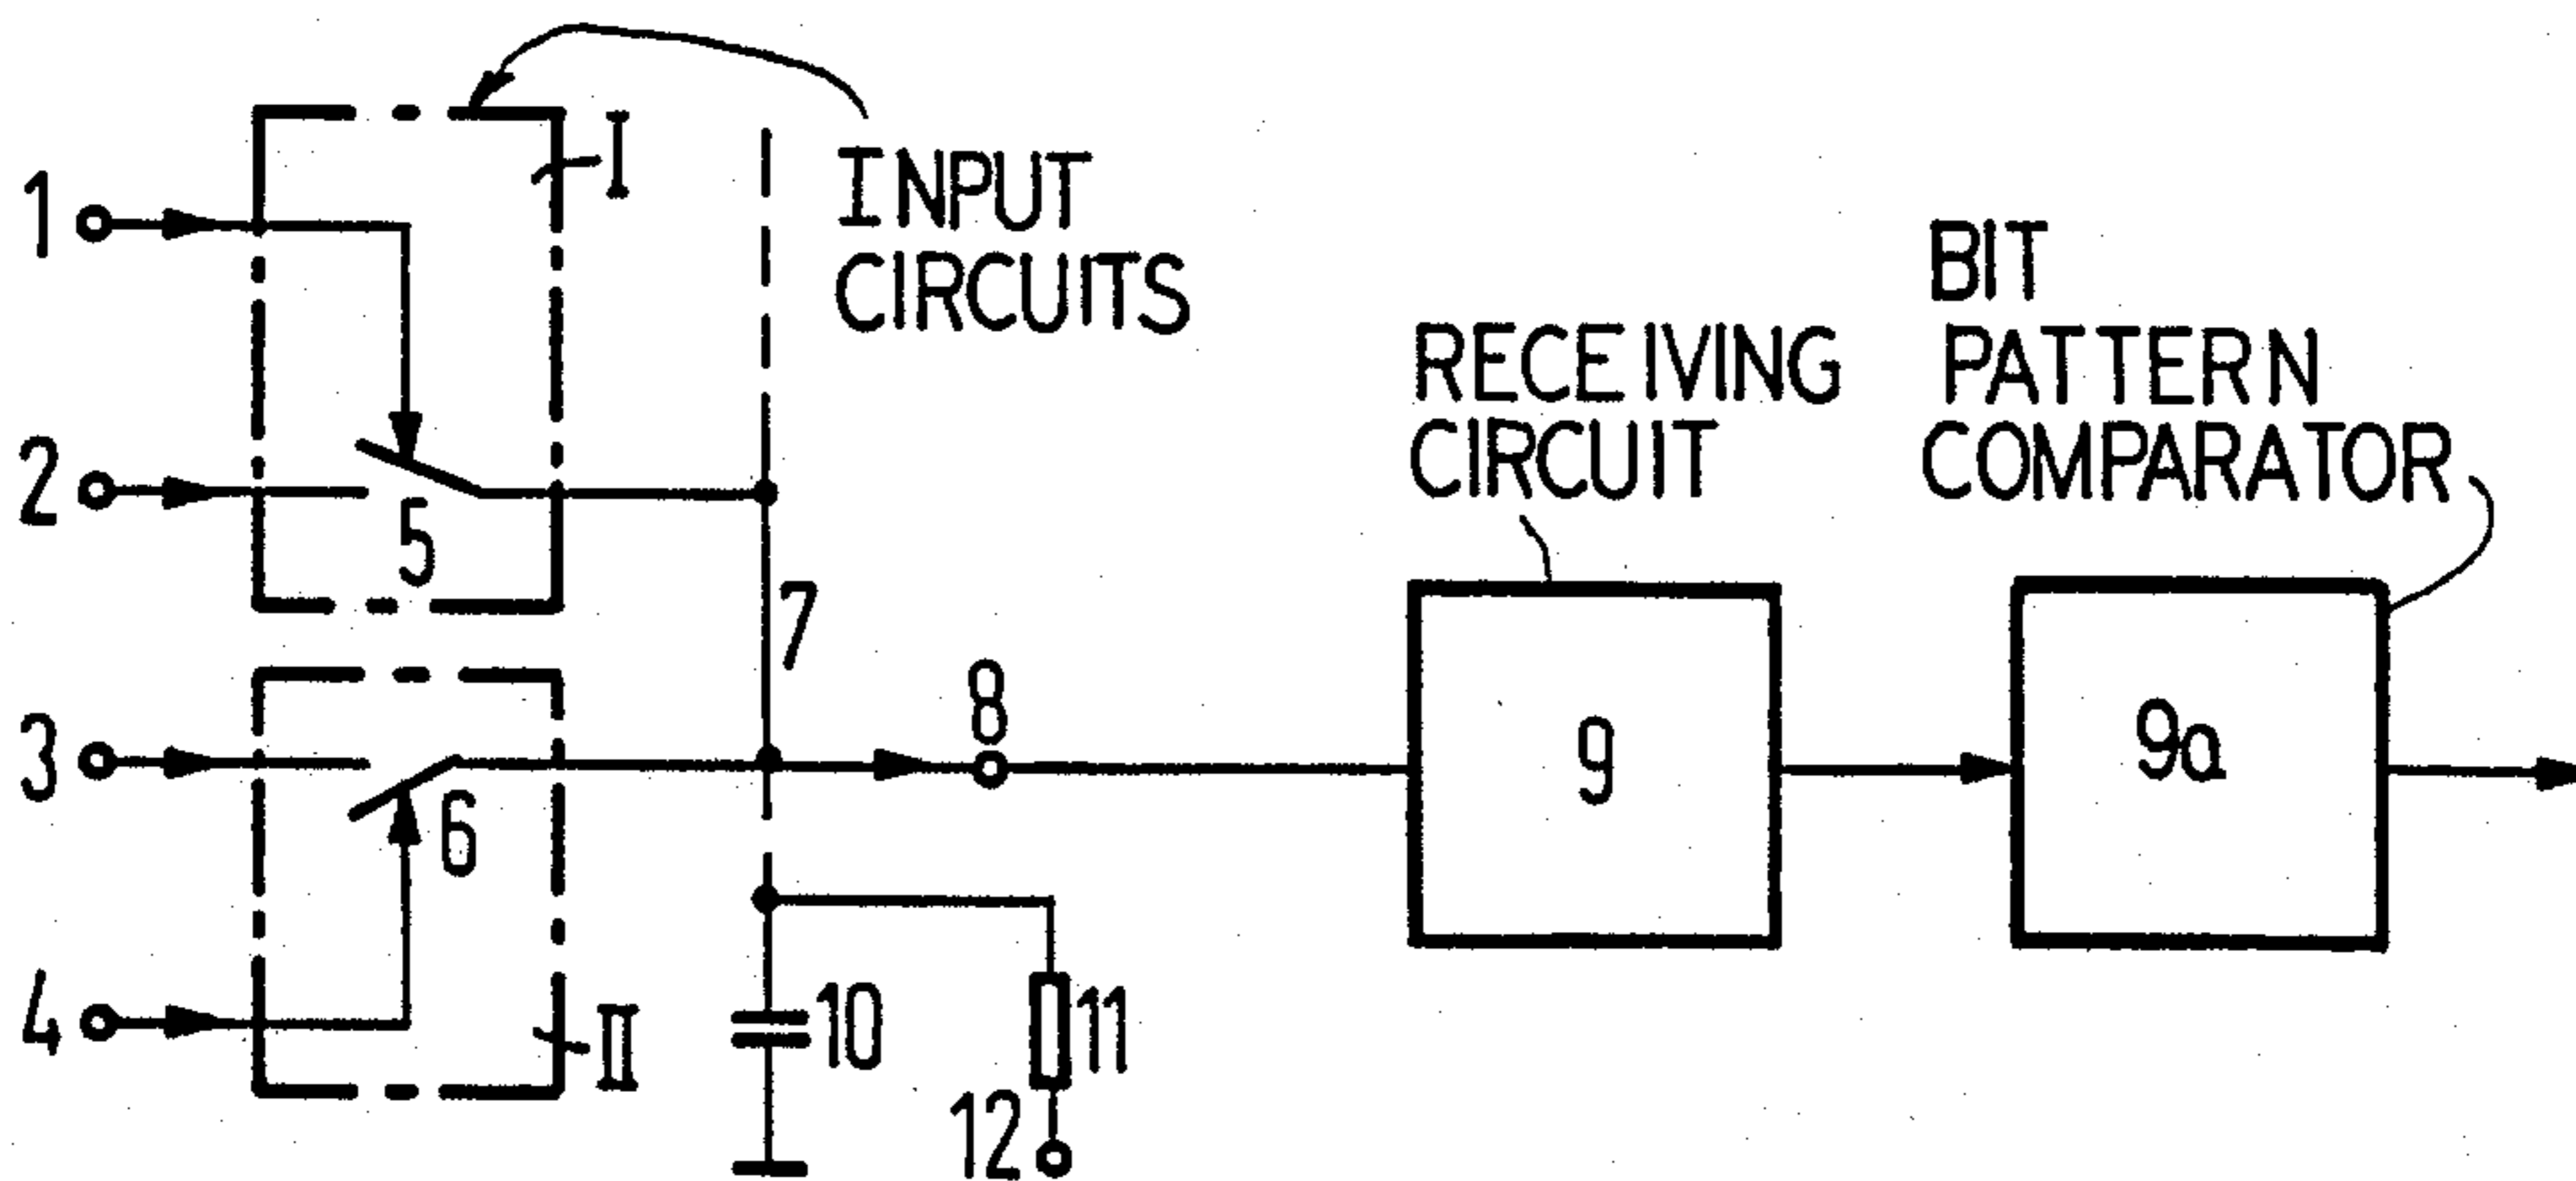 INPUT
CIRCUITS
I
1
2
5
3
6
4
II
7
8
RECEIVING
CIRCUIT
9
BIT
PATTERN
COMPARATOR
9a
10
11
12